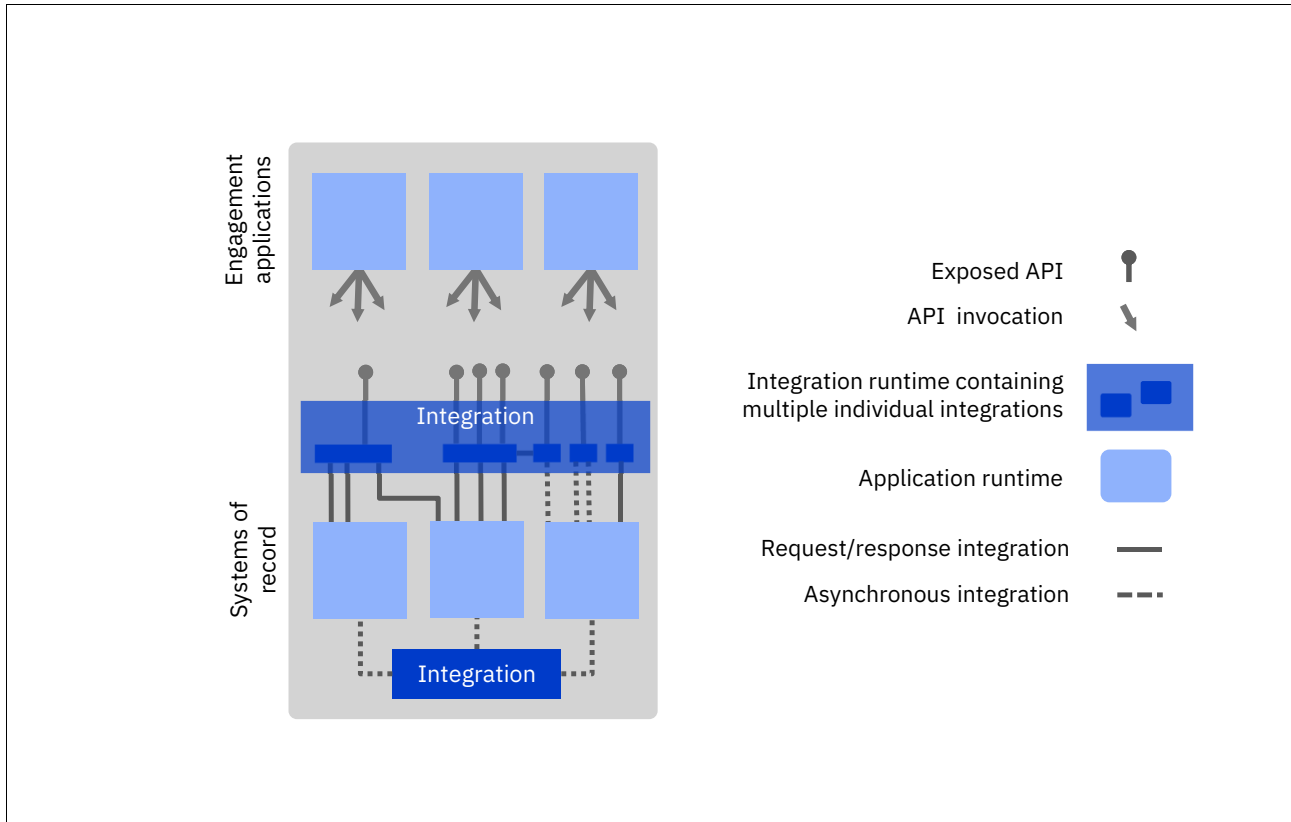 Engagement
applications
Integration
Systems of
record
Integration
Exposed API
API invocation
Integration runtime containing
multiple individual integrations
Application runtime
Request/response integration
Asynchronous integration